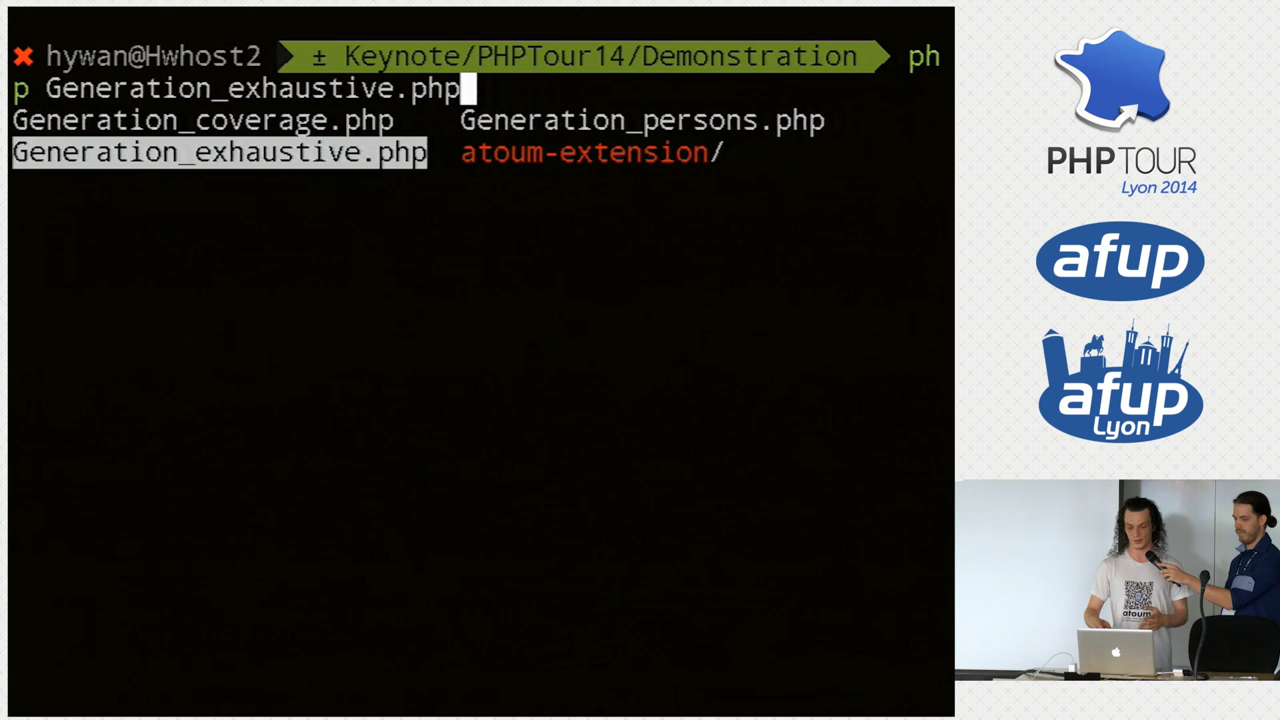 ✖ hywan@Hwhost2 ± Keynote/PHPTour14/Demonstration ph
p Generation_exhaustive.php
Generation_coverage.php Generation_persons.php
Generation_exhaustive.php atoum-extension/
PHPTOUR
Lyon 2014
afup
afup
Lyon
atoum